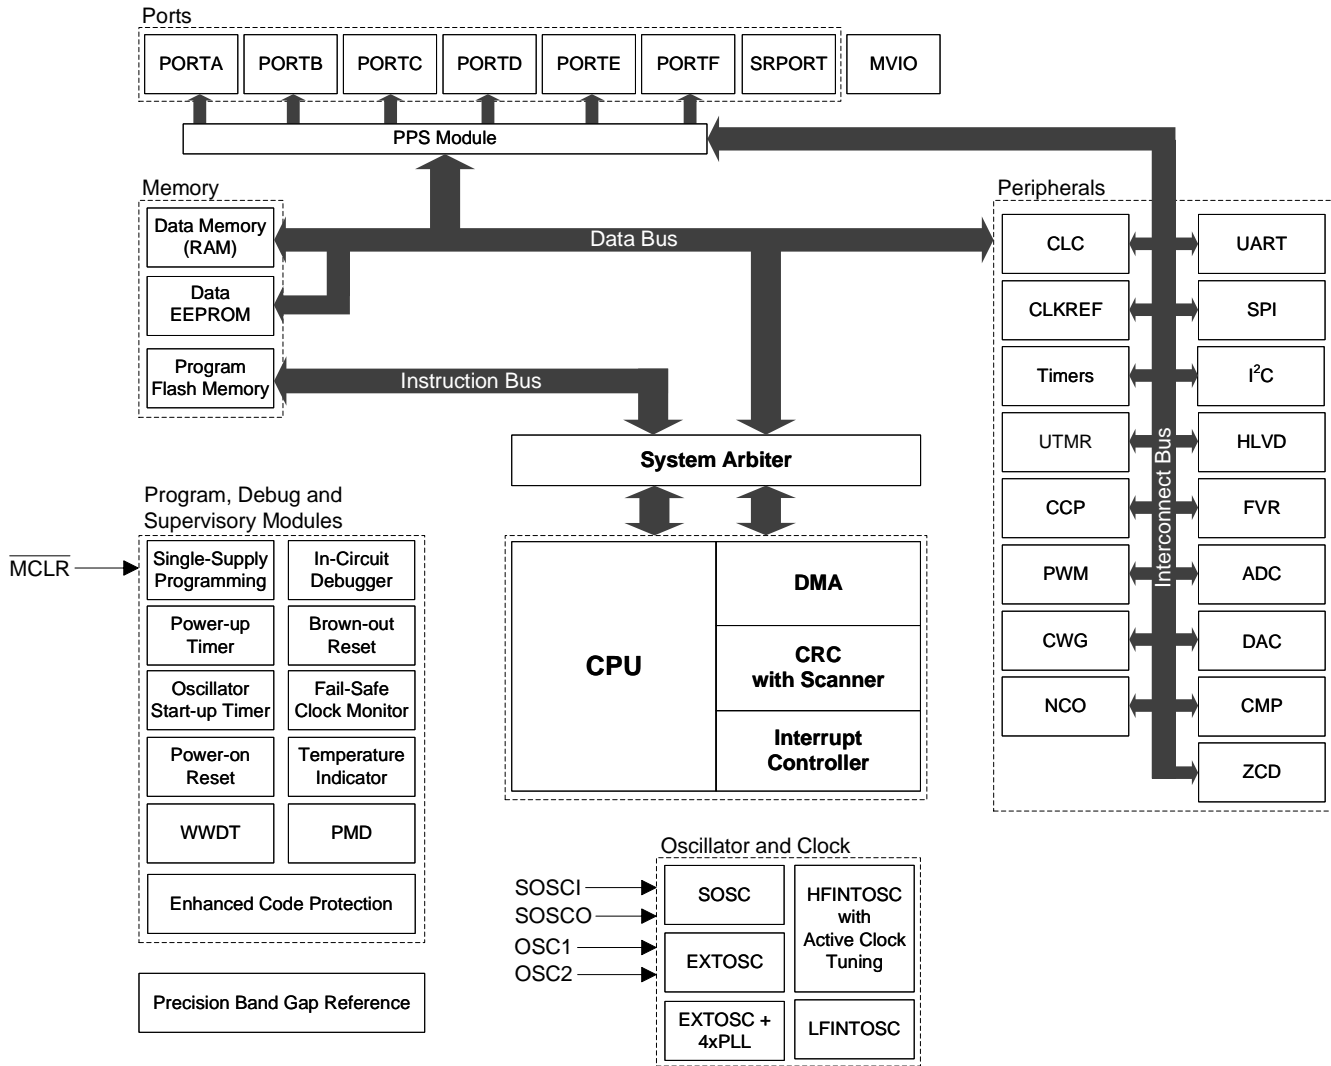 Ports
PORTA
PORTB
PORTC
PORTD
PORTE
PORTF
SRPORT
MVIO
PPS Module
Memory
Data Memory
(RAM)
Data
EEPROM
Program
Flash Memory
Data Bus
Instruction Bus
System Arbiter
CPU
DMA
CRC
with Scanner
Interrupt
Controller
Peripherals
CLC
UART
CLKREF
SPI
Timers
I²C
UTMR
HLVD
CCP
FVR
PWM
ADC
CWG
DAC
NCO
CMP
ZCD
Interconnect Bus
Program, Debug and
Supervisory Modules
M̅C̅L̅R̅
Single-Supply
Programming
In-Circuit
Debugger
Power-up
Timer
Brown-out
Reset
Oscillator
Start-up Timer
Fail-Safe
Clock Monitor
Power-on
Reset
Temperature
Indicator
WWDT
PMD
Enhanced Code Protection
Precision Band Gap Reference
Oscillator and Clock
SOSCI
SOSCO
OSC1
OSC2
SOSC
HFINTOSC
with
Active Clock
Tuning
EXTOSC
EXTOSC +
4xPLL
LFINTOSC